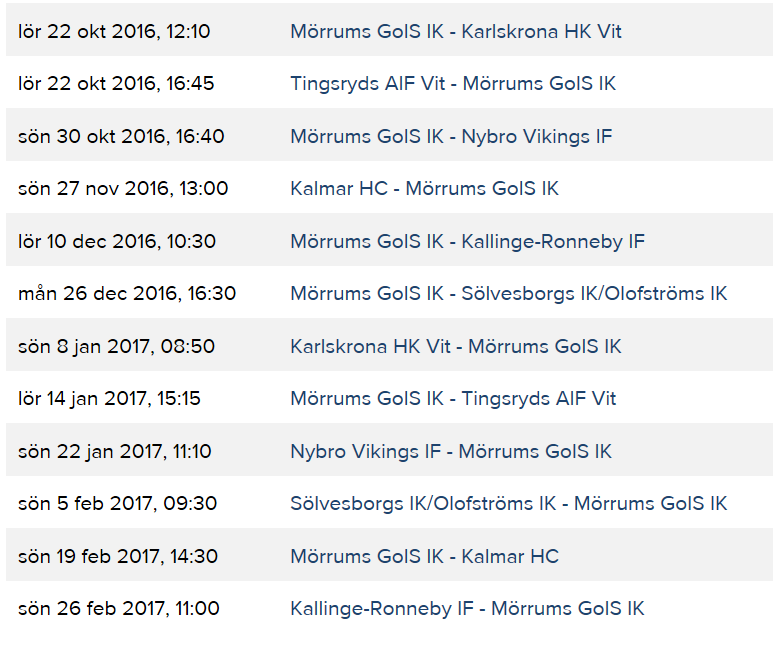 lör 22 okt 2016, 12:10 Mörrums GoIS IK - Karlskrona HK Vit
lör 22 okt 2016, 16:45 Tingsryds AIF Vit - Mörrums GoIS IK
sön 30 okt 2016, 16:40 Mörrums GoIS IK - Nybro Vikings IF
sön 27 nov 2016, 13:00 Kalmar HC - Mörrums GoIS IK
lör 10 dec 2016, 10:30 Mörrums GoIS IK - Kallinge-Ronneby IF
mån 26 dec 2016, 16:30 Mörrums GoIS IK - Sölvesborgs IK/Olofströms IK
sön 8 jan 2017, 08:50 Karlskrona HK Vit - Mörrums GoIS IK
lör 14 jan 2017, 15:15 Mörrums GoIS IK - Tingsryds AIF Vit
sön 22 jan 2017, 11:10 Nybro Vikings IF - Mörrums GoIS IK
sön 5 feb 2017, 09:30 Sölvesborgs IK/Olofströms IK - Mörrums GoIS IK
sön 19 feb 2017, 14:30 Mörrums GoIS IK - Kalmar HC
sön 26 feb 2017, 11:00 Kallinge-Ronneby IF - Mörrums GoIS IK